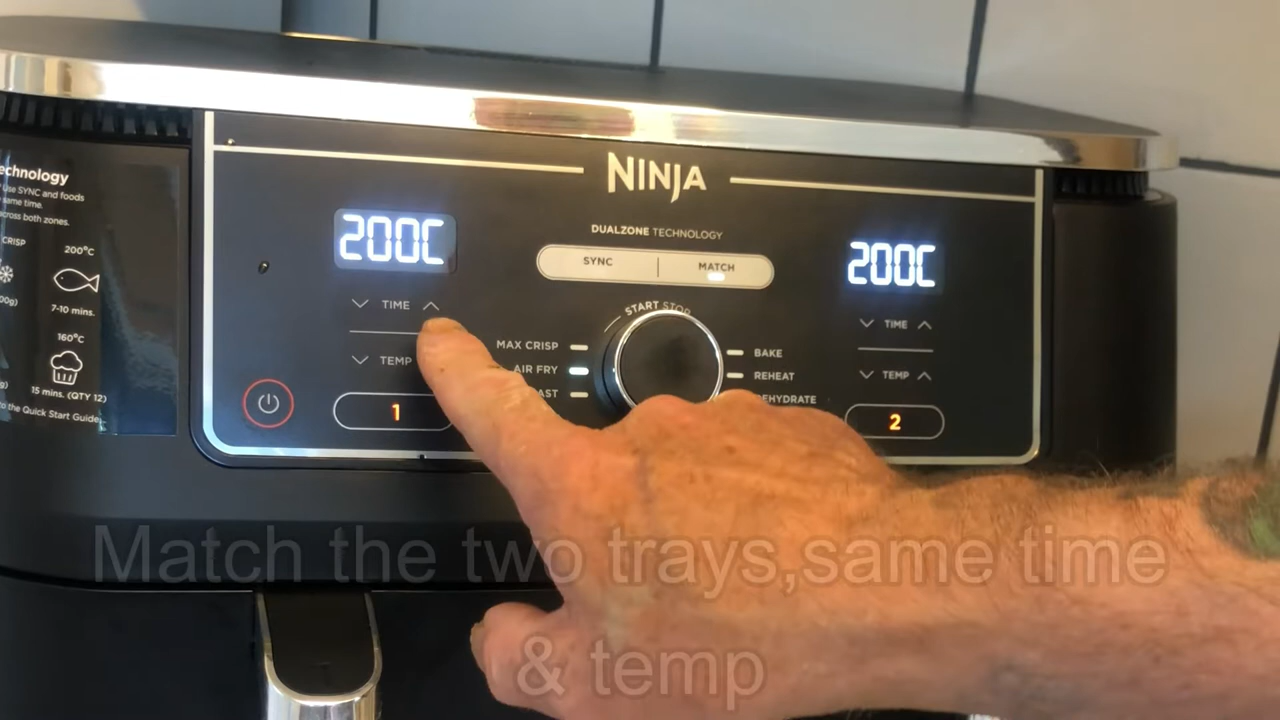 echnology
Use SYNC and foods
same time.
across both zones.
CRISP
200°C
7-10 mins.
160°C
15 mins. (QTY 12)
to the Quick Start Guide
NINJA
DUALZONE TECHNOLOGY
SYNC
MATCH
200C
TIME
TEMP
1
START STOP
MAX CRISP
AIR FRY
AST
BAKE
REHEAT
DEHYDRATE
200C
TIME
TEMP
2
Match the two trays,same time
& temp